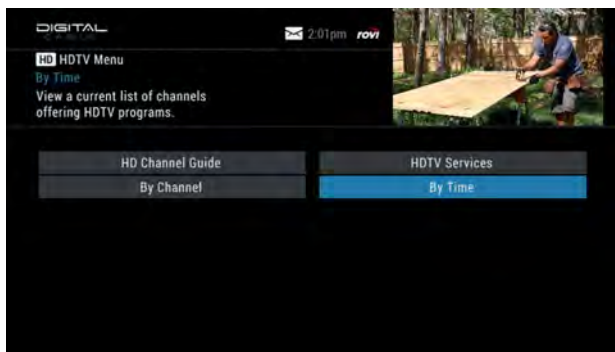 DIGITAL
CABLE
2:01pm rovi
HD HDTV Menu
By Time
View a current list of channels
offering HDTV programs.
HD Channel Guide
HDTV Services
By Channel
By Time